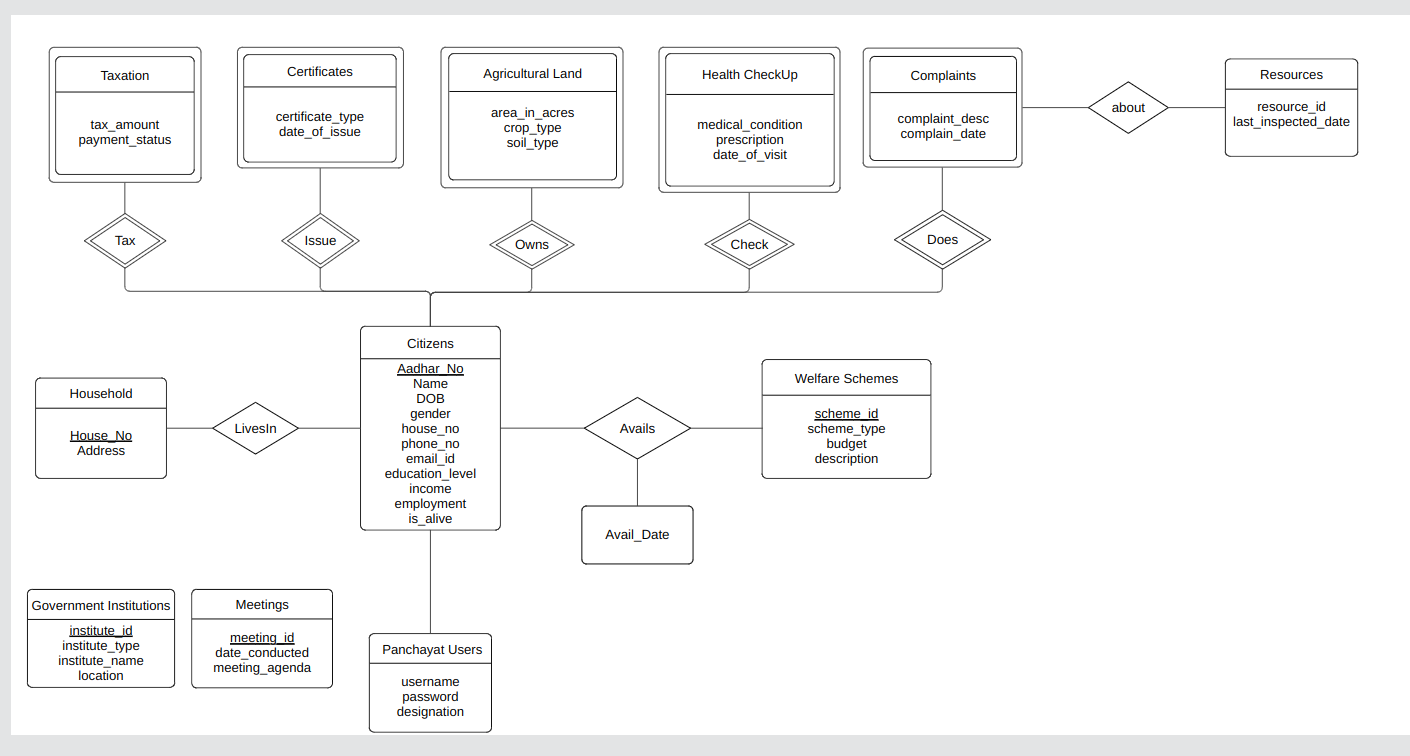 Taxation
tax_amount
payment_status
Certificates
certificate_type
date_of_issue
Agricultural Land
area_in_acres
crop_type
soil_type
Health CheckUp
medical_condition
prescription
date_of_visit
Complaints
complaint_desc
complain_date
about
Resources
resource_id
last_inspected_date
Tax
Issue
Owns
Check
Does
Household
House_No
Address
LivesIn
Citizens
Aadhar_No
Name
DOB
gender
house_no
phone_no
email_id
education_level
income
employment
is_alive
Avails
Avail_Date
Welfare Schemes
scheme_id
scheme_type
budget
description
Government Institutions
institute_id
institute_type
institute_name
location
Meetings
meeting_id
date_conducted
meeting_agenda
Panchayat Users
username
password
designation